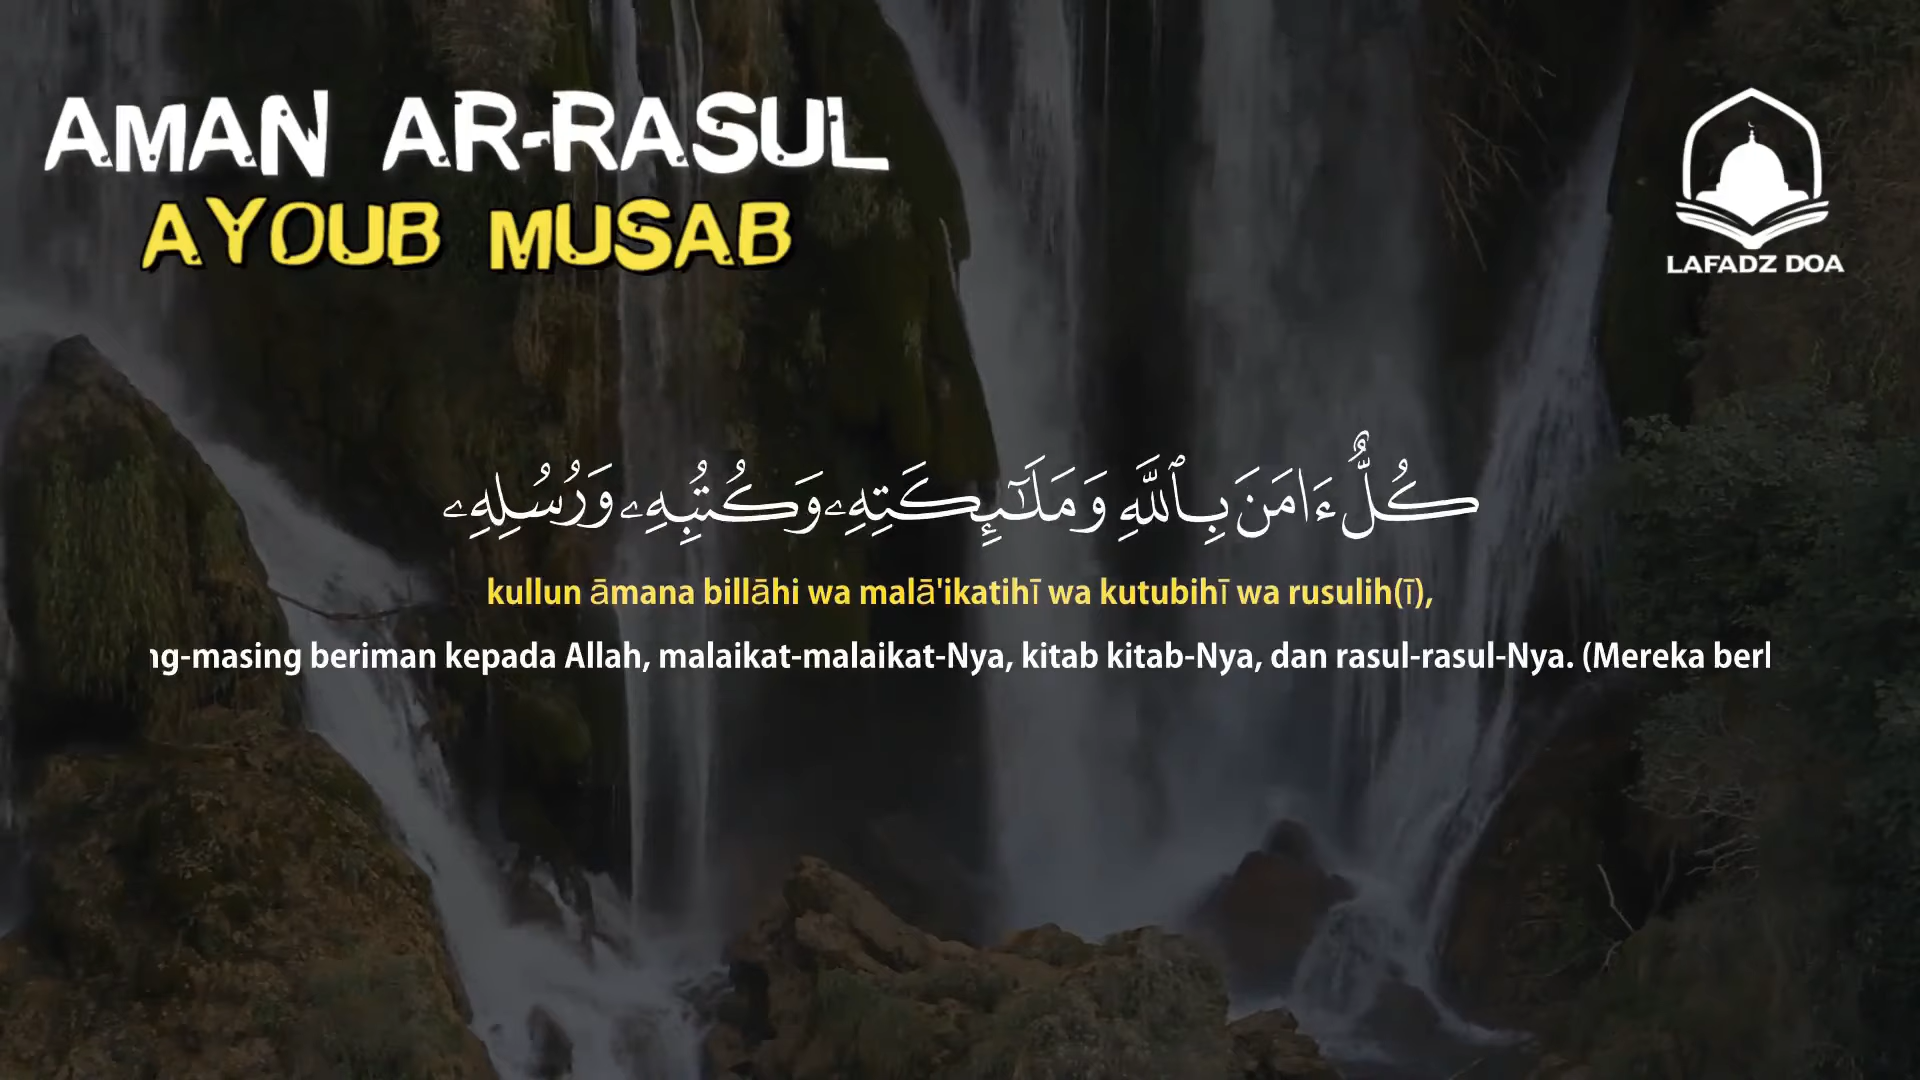 AMAN AR-RASUL
AYOUB MUSAB
LAFADZ DOA
كُلٌّ ءَامَنَ بِٱللَّهِ وَمَلَٰٓئِكَتِهِۦ وَكُتُبِهِۦ وَرُسُلِهِۦ
kullun āmana billāhi wa malā'ikatihī wa kutubihī wa rusulih(ī),
ng-masing beriman kepada Allah, malaikat-malaikat-Nya, kitab kitab-Nya, dan rasul-rasul-Nya. (Mereka berl